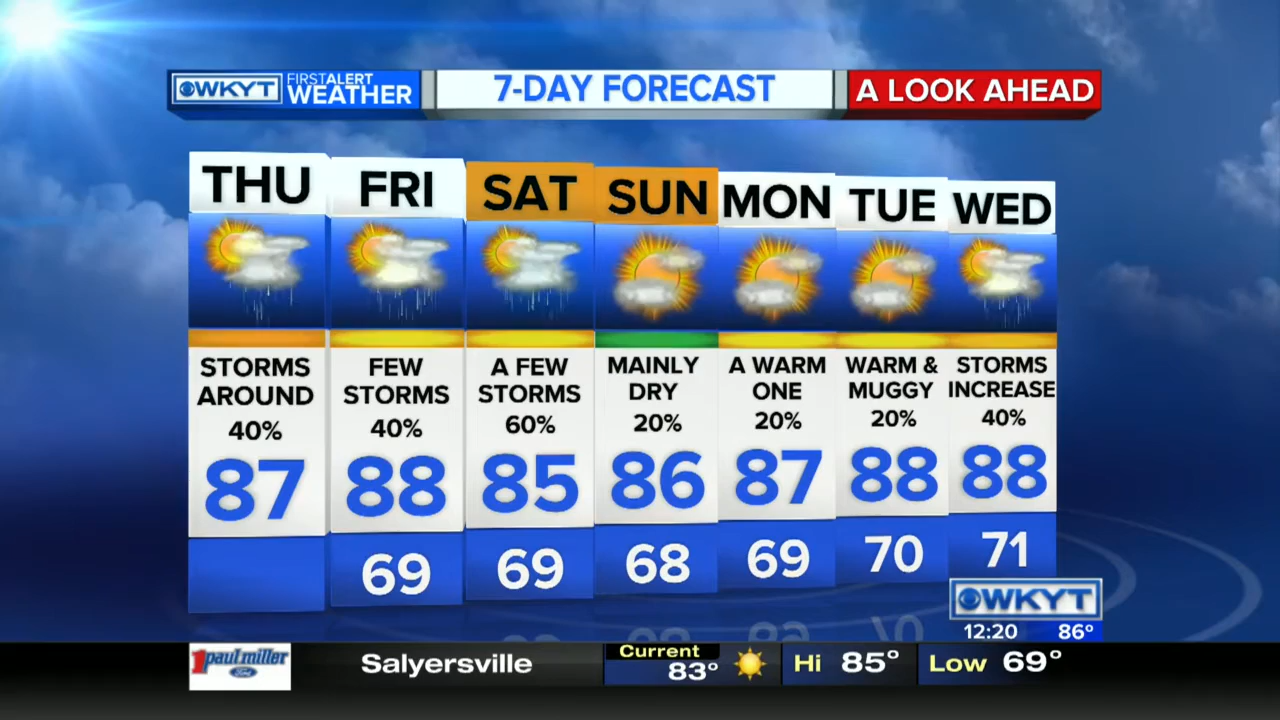 WKYT FIRST ALERT WEATHER
7-DAY FORECAST
A LOOK AHEAD
THU
FRI
SAT
SUN
MON
TUE
WED
STORMS
AROUND
40%
87
FEW
STORMS
40%
88
69
A FEW
STORMS
60%
85
69
MAINLY
DRY
20%
86
68
A WARM
ONE
20%
87
69
WARM &
MUGGY
20%
88
70
STORMS
INCREASE
40%
88
71
WKYT
12:20 86°
1 paul miller
Ford
Salyersville
Current
83°
Hi 85°
Low 69°